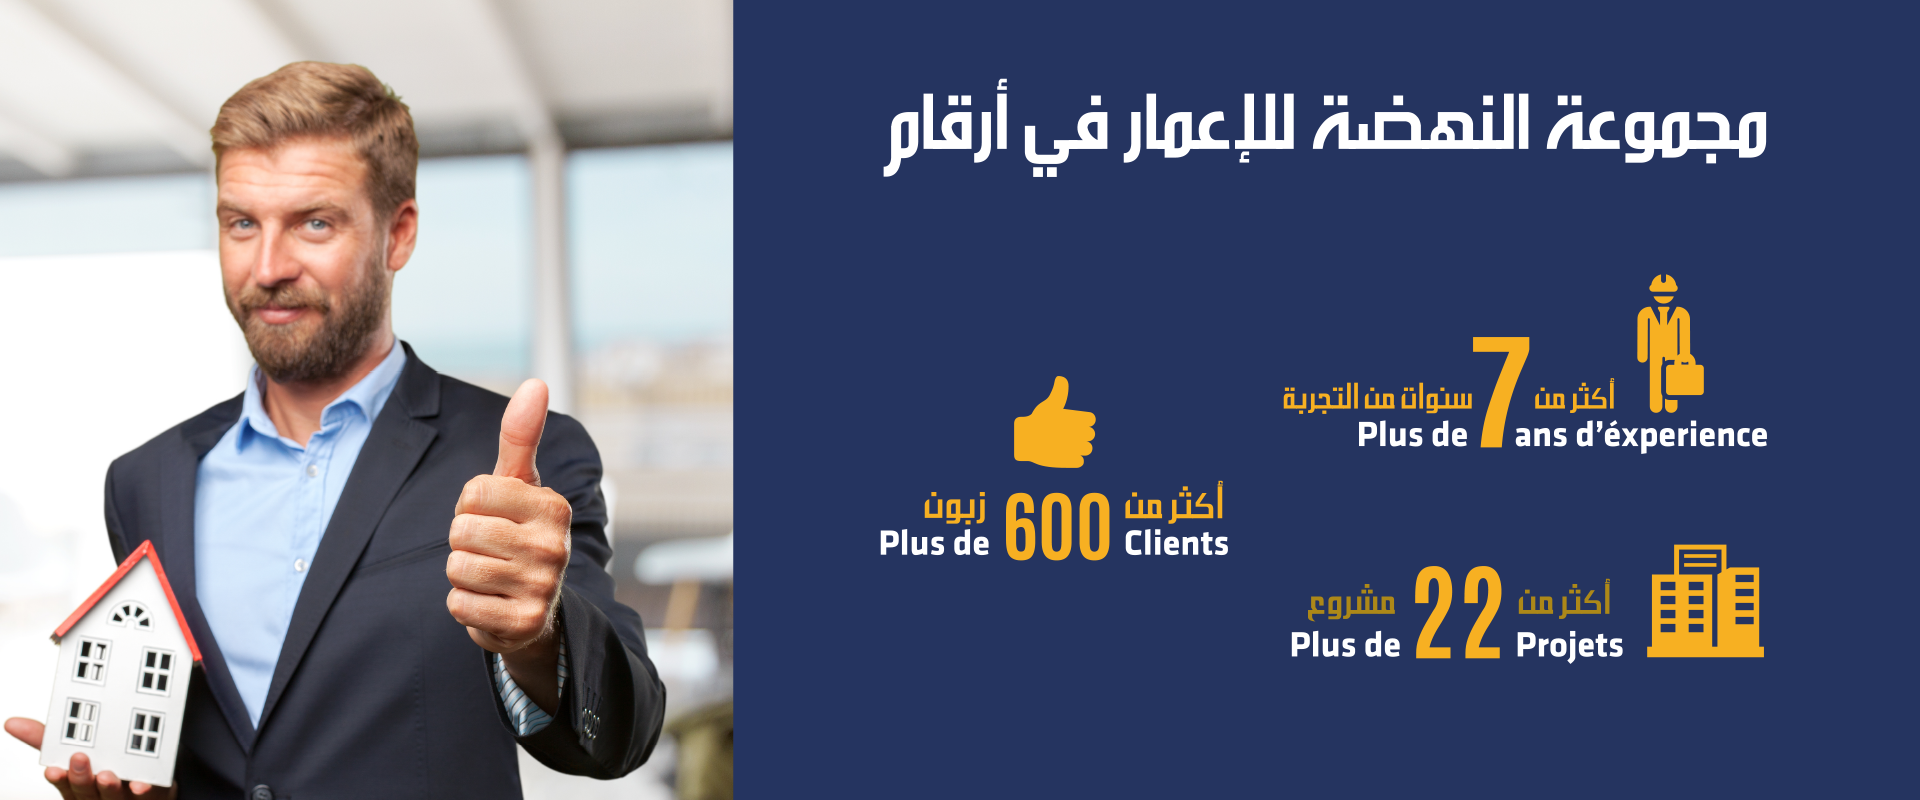 مجموعة النهضة للإعمار في أرقام
أكثر من 7 سنوات من التجربة
Plus de 7 ans d’éxperience
أكثر من 600 زبون
Plus de 600 Clients
أكثر من 22 مشروع
Plus de 22 Projets